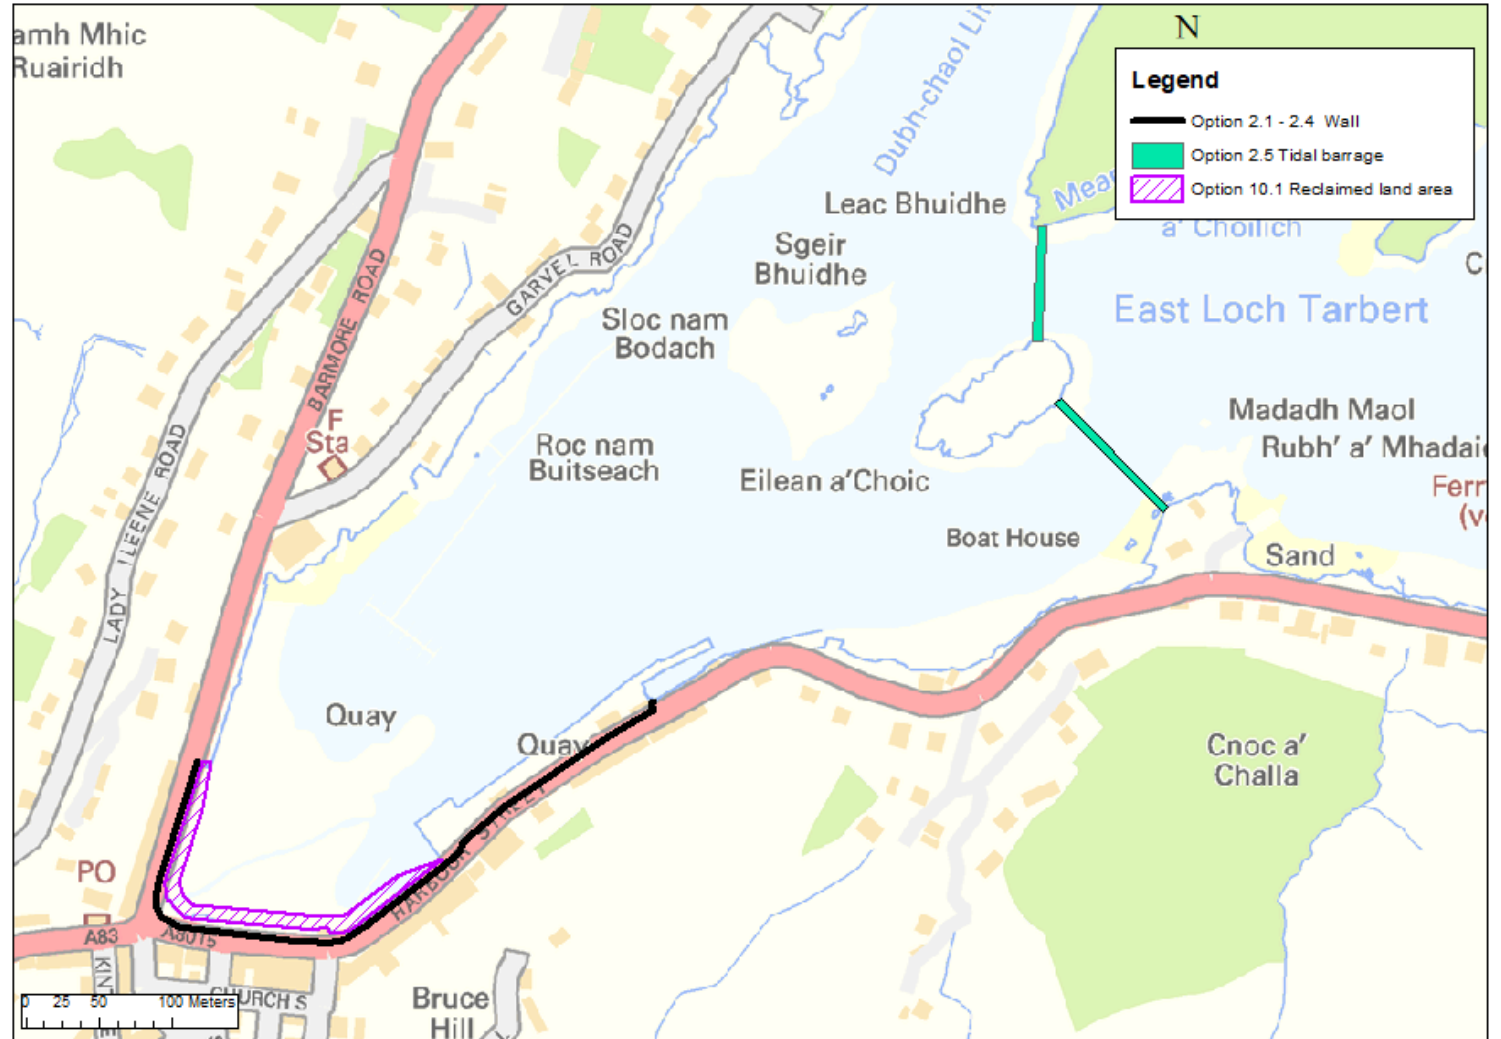 N
amh Mhic
Ruairidh
Legend
Option 2.1 - 2.4 Wall
Option 2.5 Tidal barrage
Option 10.1 Reclaimed land area
Dubh-chaol
Leac Bhuidhe
a' Choilich
Sgeir
Bhuidhe
GARVEL ROAD
BARMORE ROAD
East Loch Tarbert
Sloc nam
Bodach
F
Sta
Madadh Maol
Rubh' a'
Roc nam
Buitseach
Eilean a'Choic
LADY ILEENE ROAD
Boat House
Sand
Quay
Quay
Cnoc a'
Challa
HARBOUR STREET
PO
A83
A8015
CHURCH S
0 25 50 100 Meters
Bruce
Hill